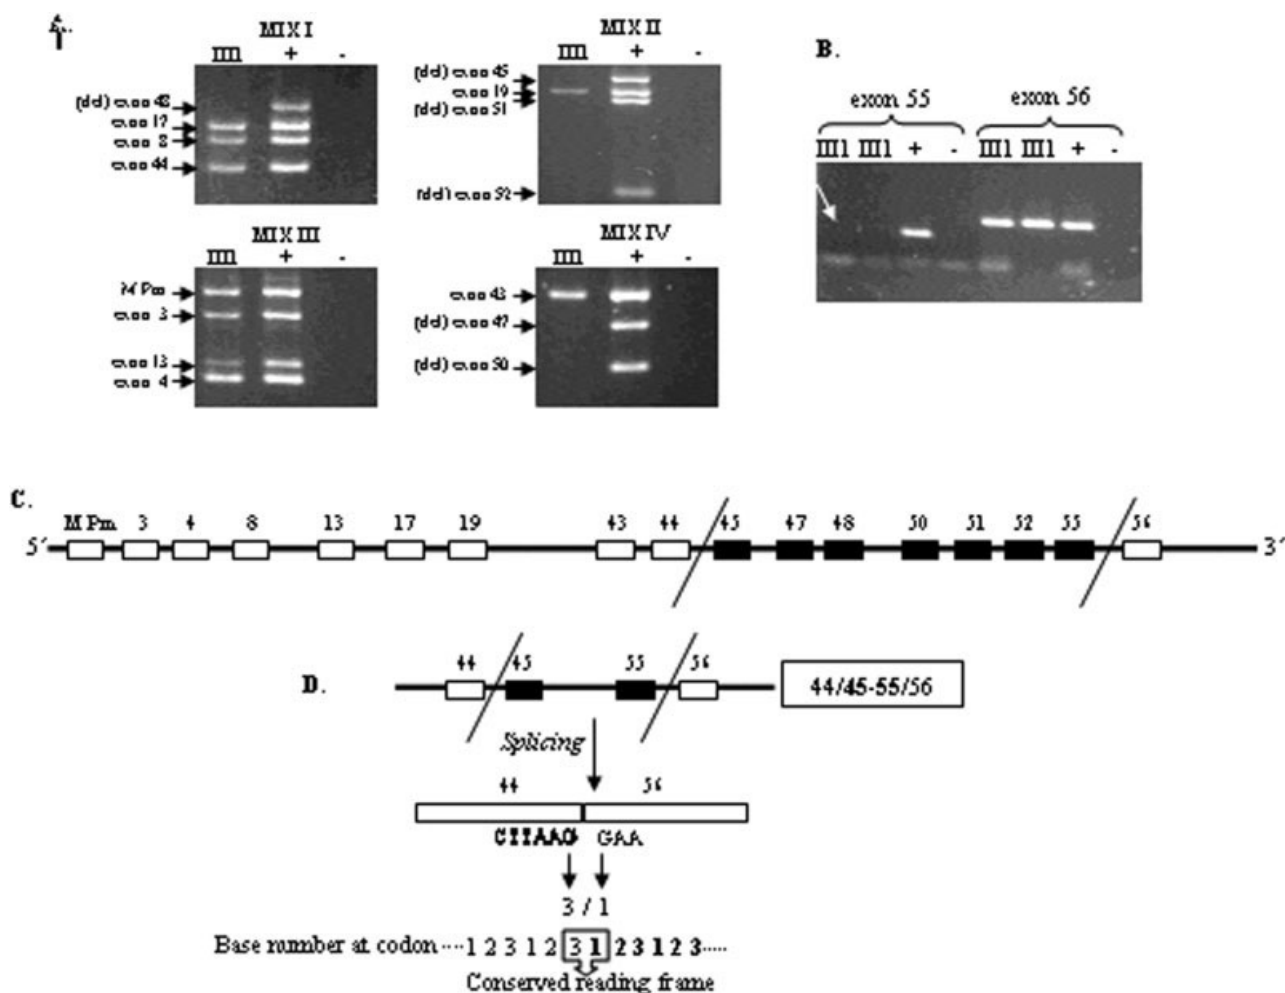 A.
MIX I
III1 + -
(del) exon 48
exon 17
exon 8
exon 44
MIX II
III1 + -
(del) exon 45
exon 19
(del) exon 51
(del) exon 52
MIX III
III1 + -
MPm
exon 3
exon 13
exon 4
MIX IV
III1 + -
exon 43
(del) exon 47
(del) exon 50
B.
exon 55 exon 56
III1 III1 + - III1 III1 + -
C.
MPm 3 4 8 13 17 19 43 44 45 47 48 50 51 52 55 56
5´ 3´
D.
44 45 55 56
44/45-55/56
Splicing
44 56
CTTAAG GAA
3 / 1
Base number at codon ····1 2 3 1 2 3 1 2 3 1 2 3·····
Conserved reading frame